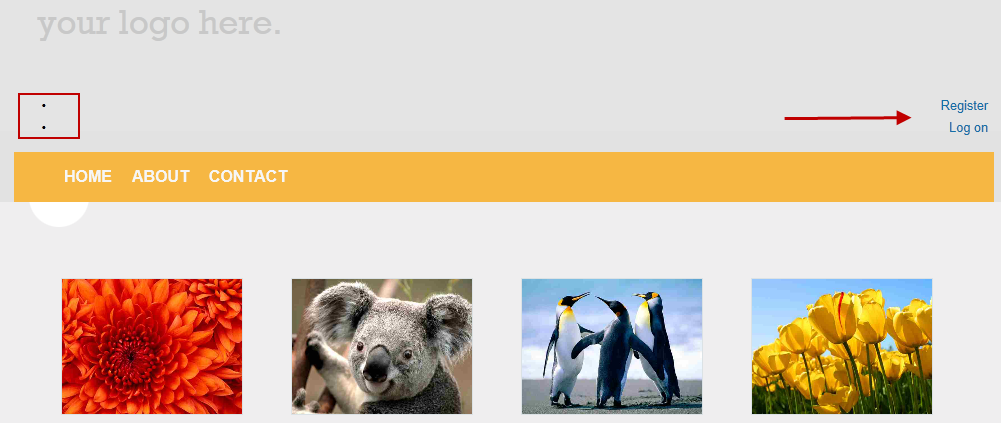 your logo here.
Register
Log on
HOME ABOUT CONTACT